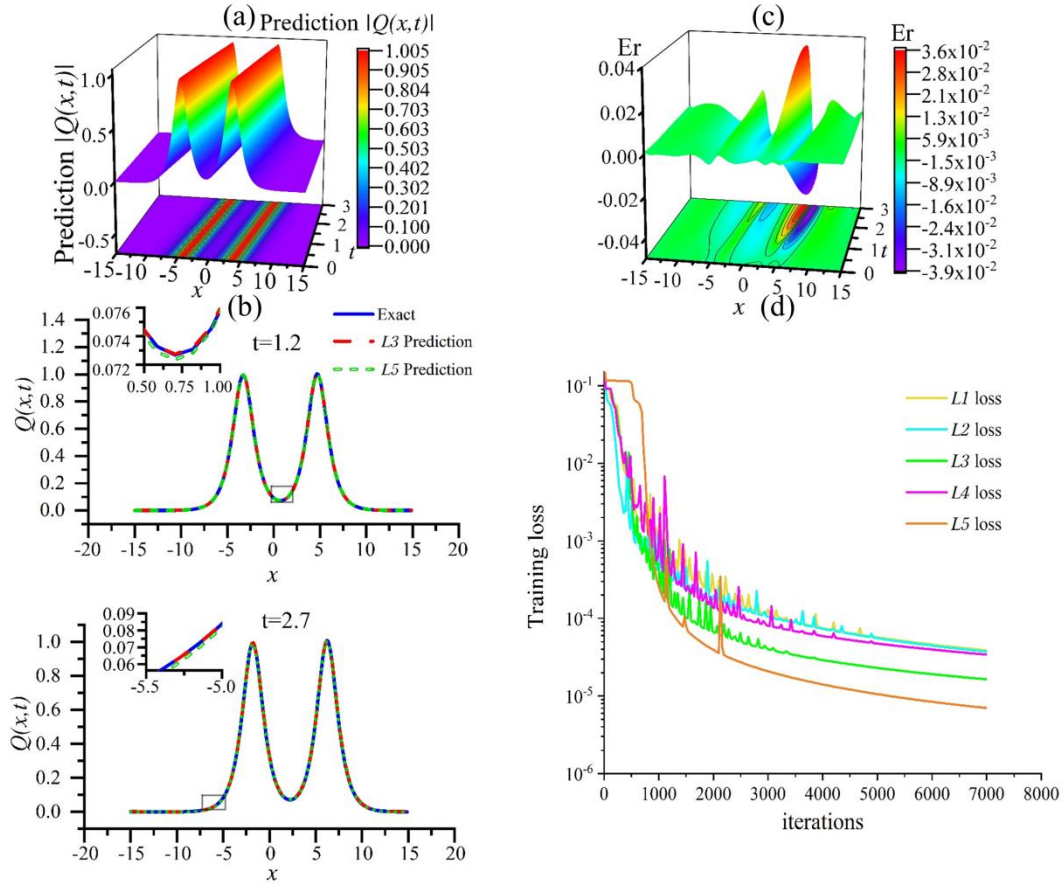 (a)
Prediction |Q(x,t)|
1.005
0.905
0.804
0.704
0.603
0.503
0.402
0.302
0.201
0.101
0.000
Prediction |Q(x,t)|
1.0
0.5
0.0
-0.5
-15 -10 -5 0 5 10 15
x
0 1 2 3
t
(c)
Er
3.6x10-2
2.8x10-2
2.1x10-2
1.3x10-2
5.9x10-3
-1.5x10-3
-8.9x10-3
-1.6x10-2
-2.4x10-2
-3.1x10-2
-3.9x10-2
Er
0.04
0.02
0.00
-0.02
-0.04
-15 -10 -5 0 5 10 15
x
0 1 2 3
t
(b)
Exact
L3 Prediction
L5 Prediction
t=1.2
0.076
0.074
0.072
0.50 0.75 1.00
Q(x,t)
1.4
1.2
1.0
0.8
0.6
0.4
0.2
0.0
-20 -15 -10 -5 0 5 10 15 20
x
t=2.7
0.09
0.08
0.07
0.06
-5.5 -5.0
Q(x,t)
1.0
0.8
0.6
0.4
0.2
0.0
-20 -15 -10 -5 0 5 10 15 20
x
(d)
L1 loss
L2 loss
L3 loss
L4 loss
L5 loss
Training loss
10-1
10-2
10-3
10-4
10-5
10-6
0 1000 2000 3000 4000 5000 6000 7000 8000
iterations